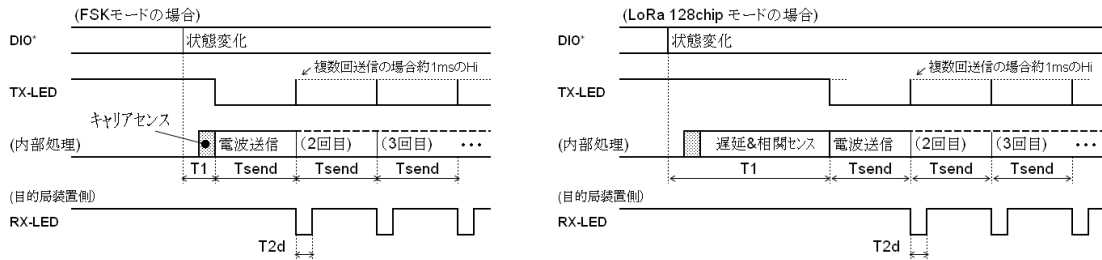 (FSKモードの場合)
DIO*
状態変化
複数回送信の場合約1msのHi
TX-LED
キャリアセンス
(内部処理)
電波送信
(2回目)
(3回目)
•••
T1
Tsend
Tsend
Tsend
(目的局装置側)
RX-LED
T2d
(LoRa 128chip モードの場合)
DIO*
状態変化
複数回送信の場合約1msのHi
TX-LED
(内部処理)
遅延&相関センス
電波送信
(2回目)
(3回目)
•••
T1
Tsend
Tsend
Tsend
(目的局装置側)
RX-LED
T2d